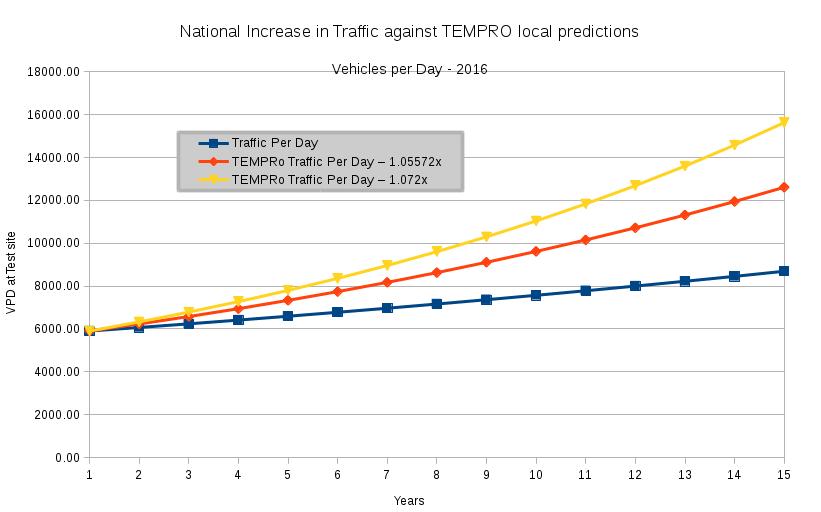 National Increase in Traffic against TEMPRO local predictions
Vehicles per Day - 2016
18000.00
16000.00
14000.00
12000.00
10000.00
8000.00
6000.00
4000.00
2000.00
0.00
VPD at Test site
Traffic Per Day
TEMPRo Traffic Per Day – 1.05572x
TEMPRo Traffic Per Day – 1.072x
1 2 3 4 5 6 7 8 9 10 11 12 13 14 15
Years